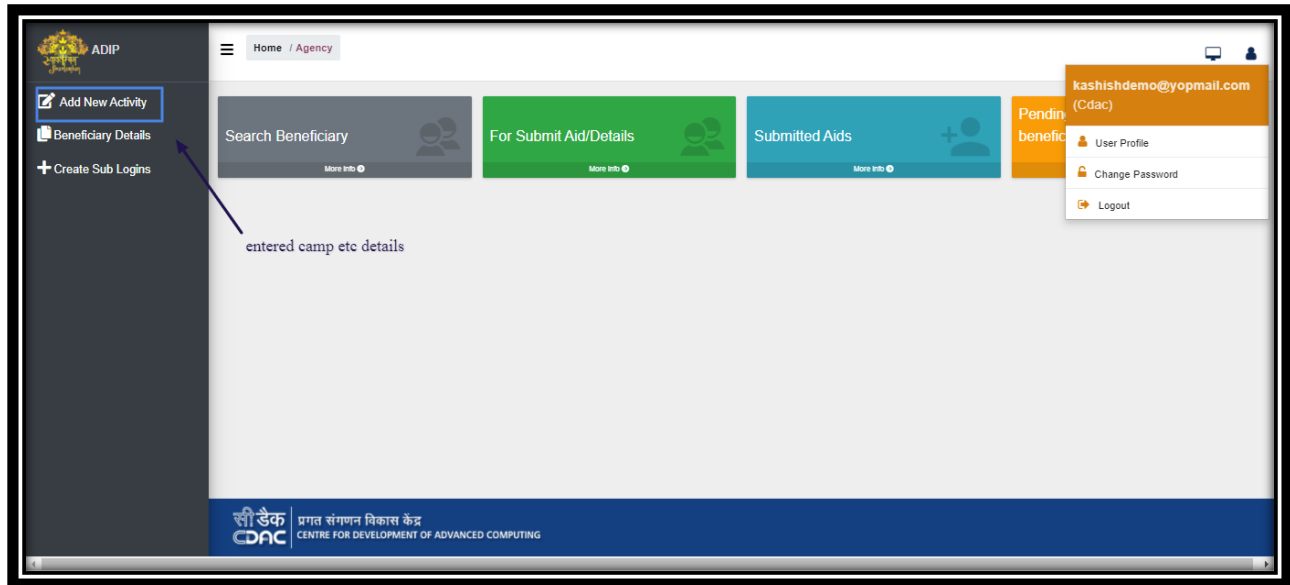 ADIP
Home / Agency
kashishdemo@yopmail.com
(Cdac)
User Profile
Change Password
Logout
Add New Activity
Beneficiary Details
Create Sub Logins
Search Beneficiary
More Info
For Submit Aid/Details
More Info
Submitted Aids
More Info
entered camp etc details
सी डैक
CDAC
प्रगत संगणन विकास केंद्र
CENTRE FOR DEVELOPMENT OF ADVANCED COMPUTING